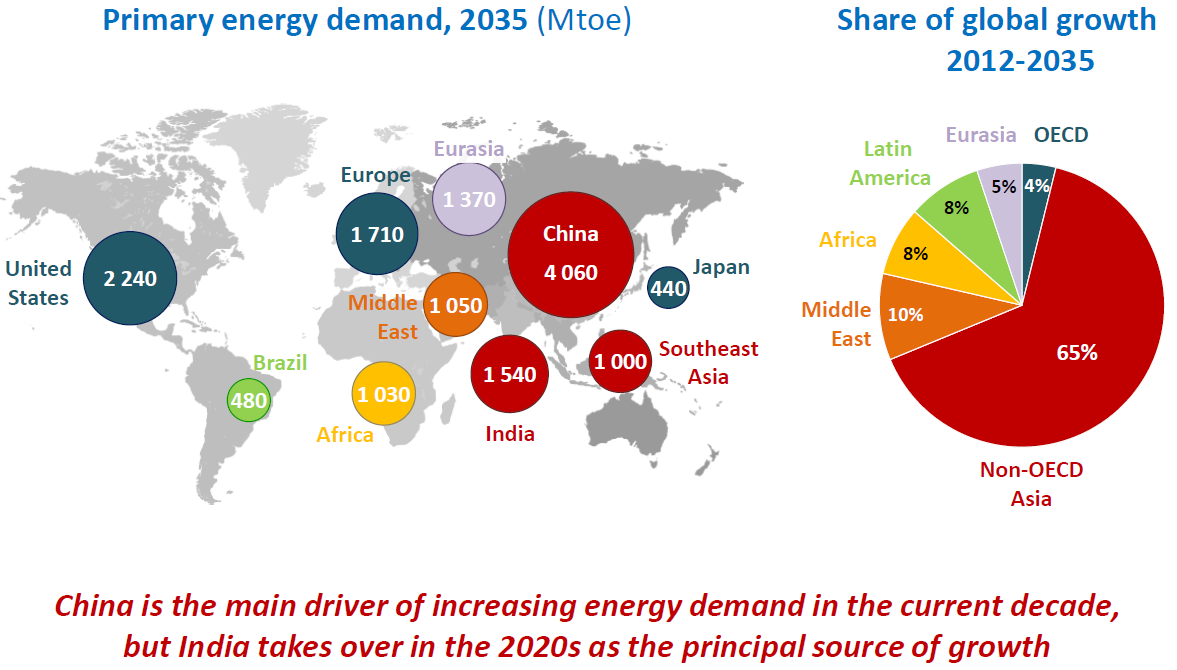 Primary energy demand, 2035 (Mtoe)
Share of global growth
2012-2035
Eurasia
1 370
Europe
1 710
China
4 060
United
States
2 240
Japan
440
Middle
East
1 050
Brazil
480
Africa
1 030
India
1 540
Southeast
Asia
1 000
Eurasia
OECD
Latin
America
Africa
Middle
East
5%
4%
8%
8%
10%
65%
Non-OECD
Asia
China is the main driver of increasing energy demand in the current decade,
but India takes over in the 2020s as the principal source of growth